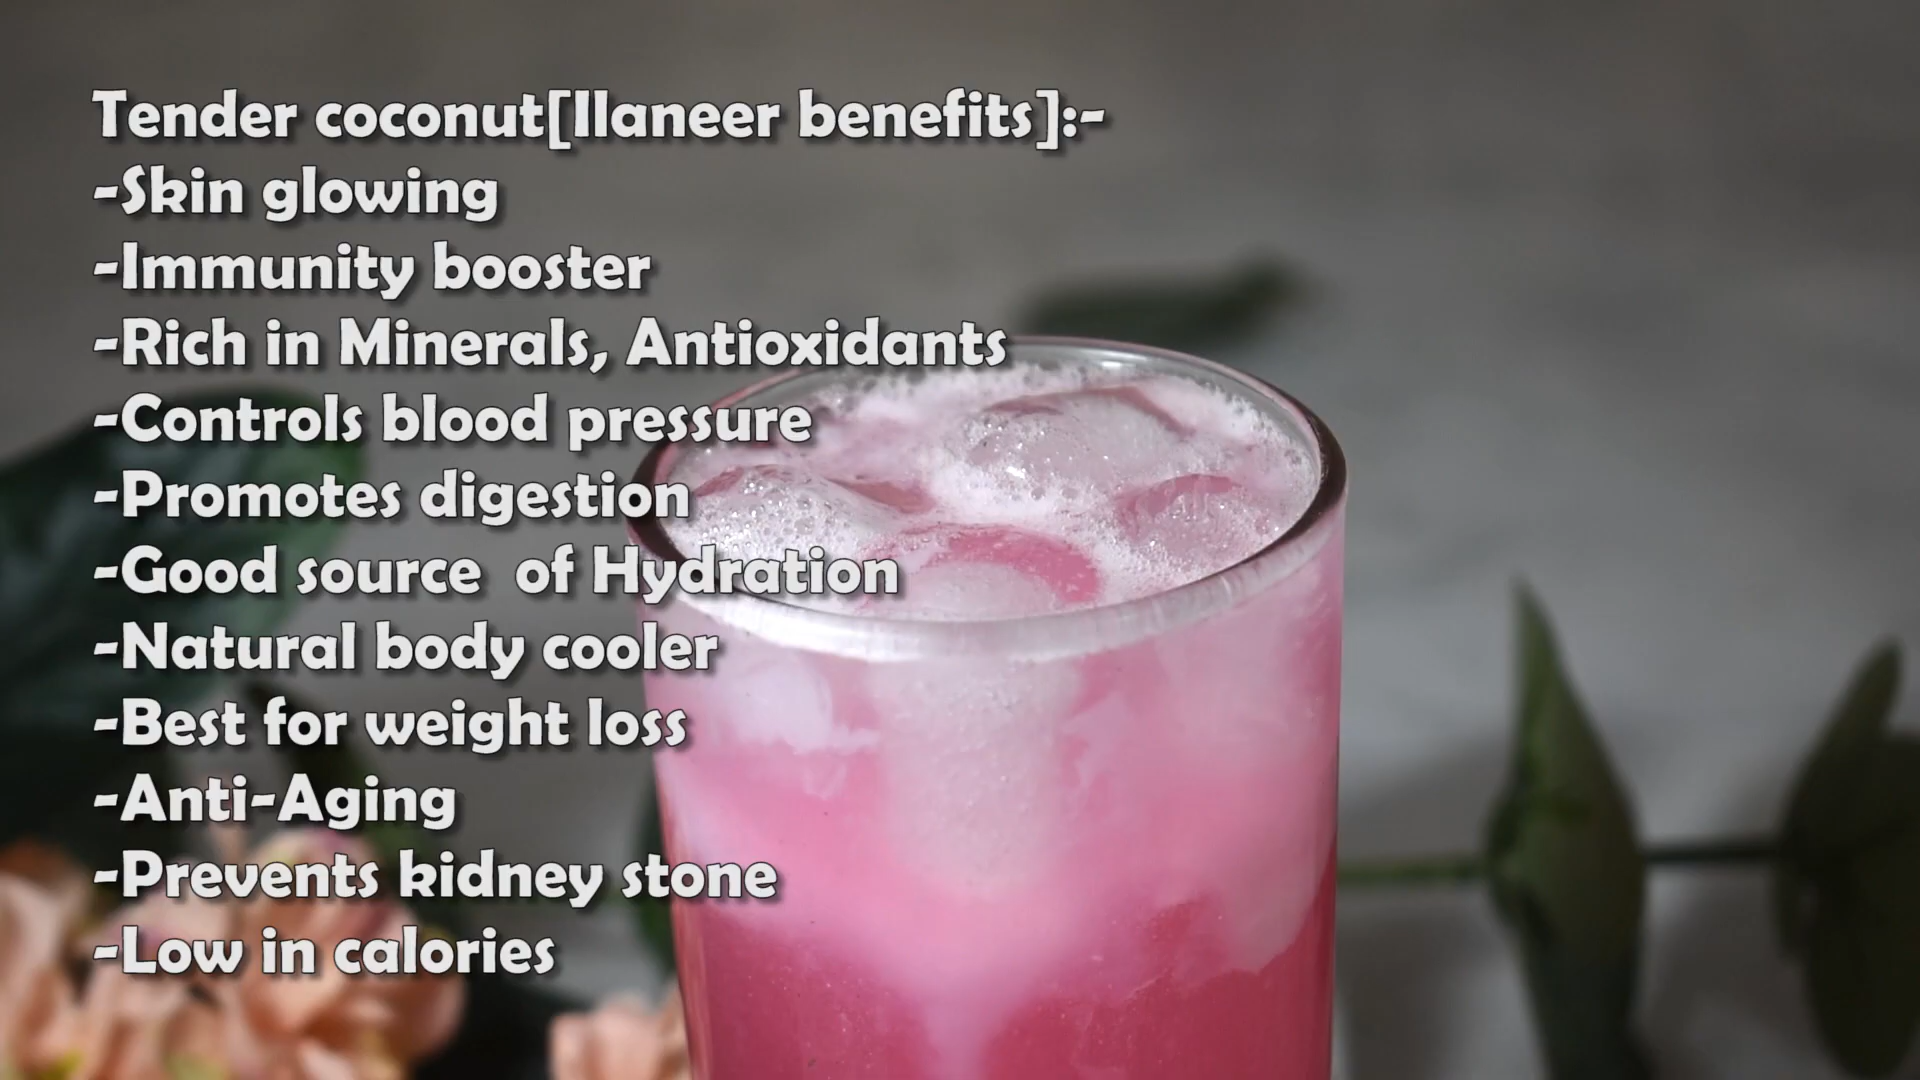 Tender coconut[Ilaneer benefits]:-
-Skin glowing
-Immunity booster
-Rich in Minerals, Antioxidants
-Controls blood pressure
-Promotes digestion
-Good source  of Hydration
-Natural body cooler
-Best for weight loss
-Anti-Aging
-Prevents kidney stone
-Low in calories